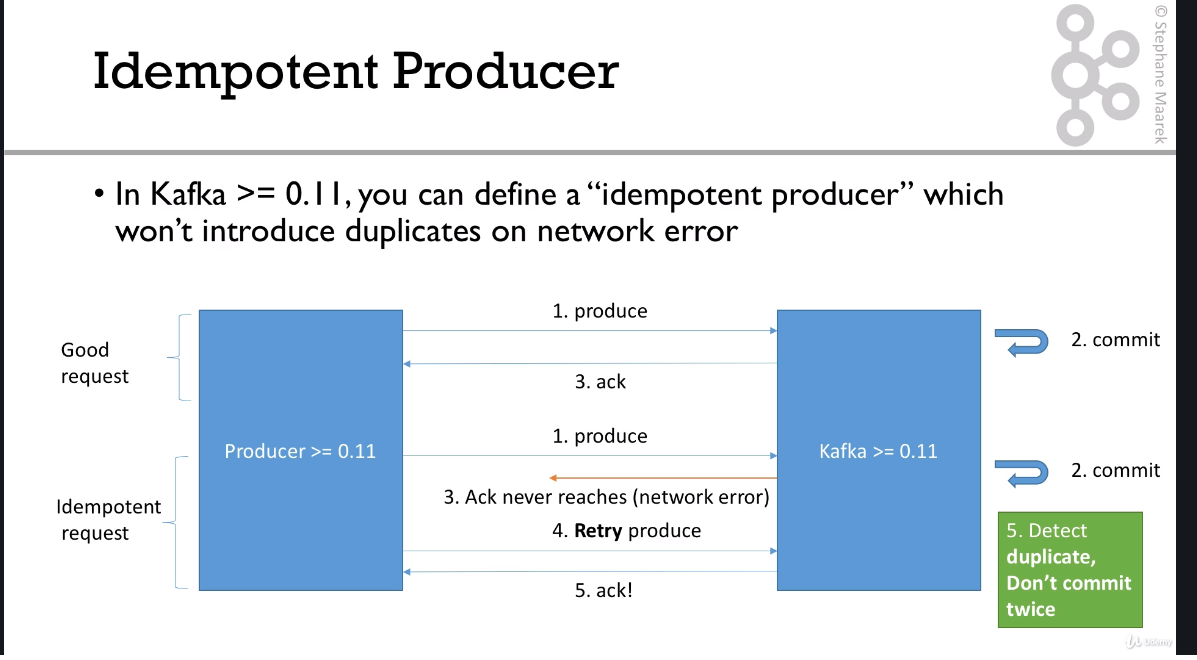 Idempotent Producer
© Stephane Maarek
• In Kafka >= 0.11, you can define a “idempotent producer” which
won’t introduce duplicates on network error
Good
request
1. produce
2. commit
3. ack
Producer >= 0.11
Kafka >= 0.11
Idempotent
request
1. produce
2. commit
3. Ack never reaches (network error)
4. Retry produce
5. ack!
5. Detect
duplicate,
Don’t commit
twice
Udemy